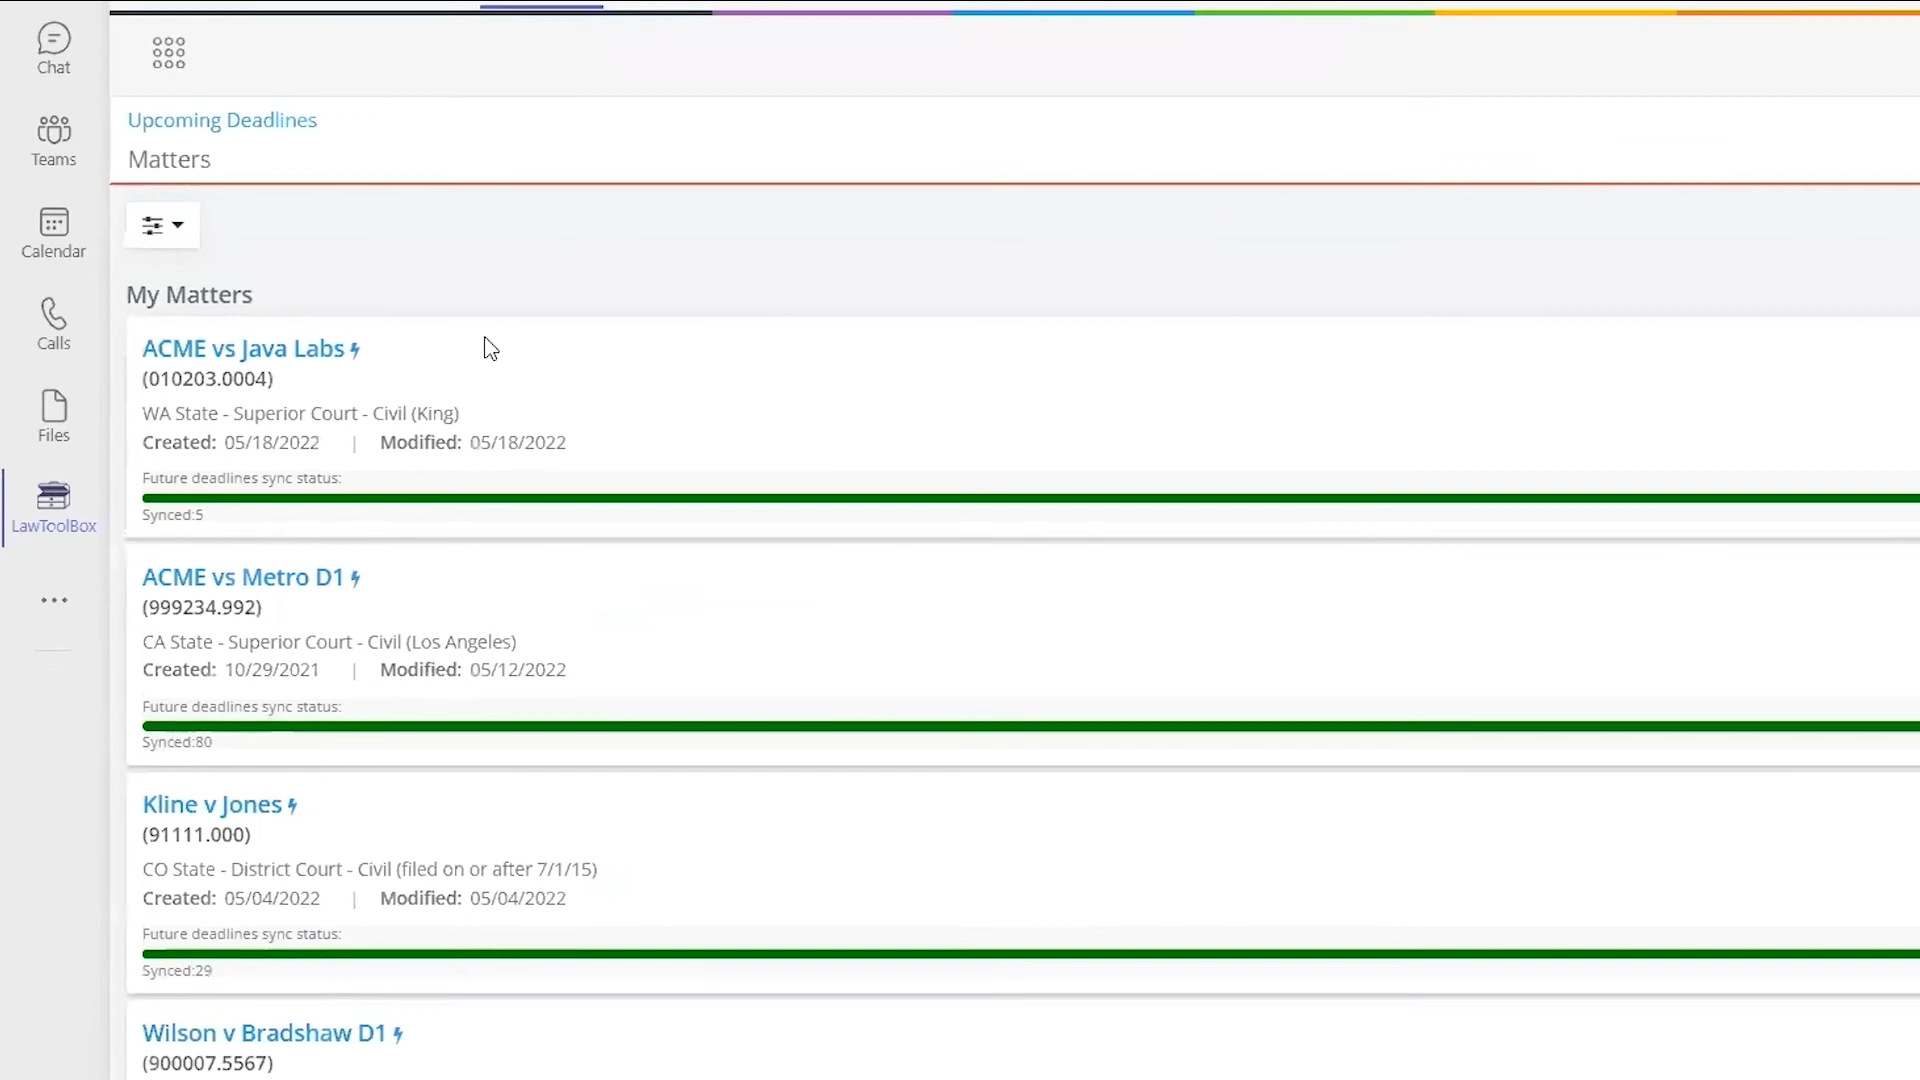 Chat
Teams
Calendar
Calls
Files
LawToolBox
Upcoming Deadlines
Matters
My Matters
ACME vs Java Labs
(010203.0004)
WA State - Superior Court - Civil (King)
Created: 05/18/2022 | Modified: 05/18/2022
Future deadlines sync status:
Synced:5
ACME vs Metro D1
(999234.992)
CA State - Superior Court - Civil (Los Angeles)
Created: 10/29/2021 | Modified: 05/12/2022
Future deadlines sync status:
Synced:80
Kline v Jones
(91111.000)
CO State - District Court - Civil (filed on or after 7/1/15)
Created: 05/04/2022 | Modified: 05/04/2022
Future deadlines sync status:
Synced:29
Wilson v Bradshaw D1
(900007.5567)